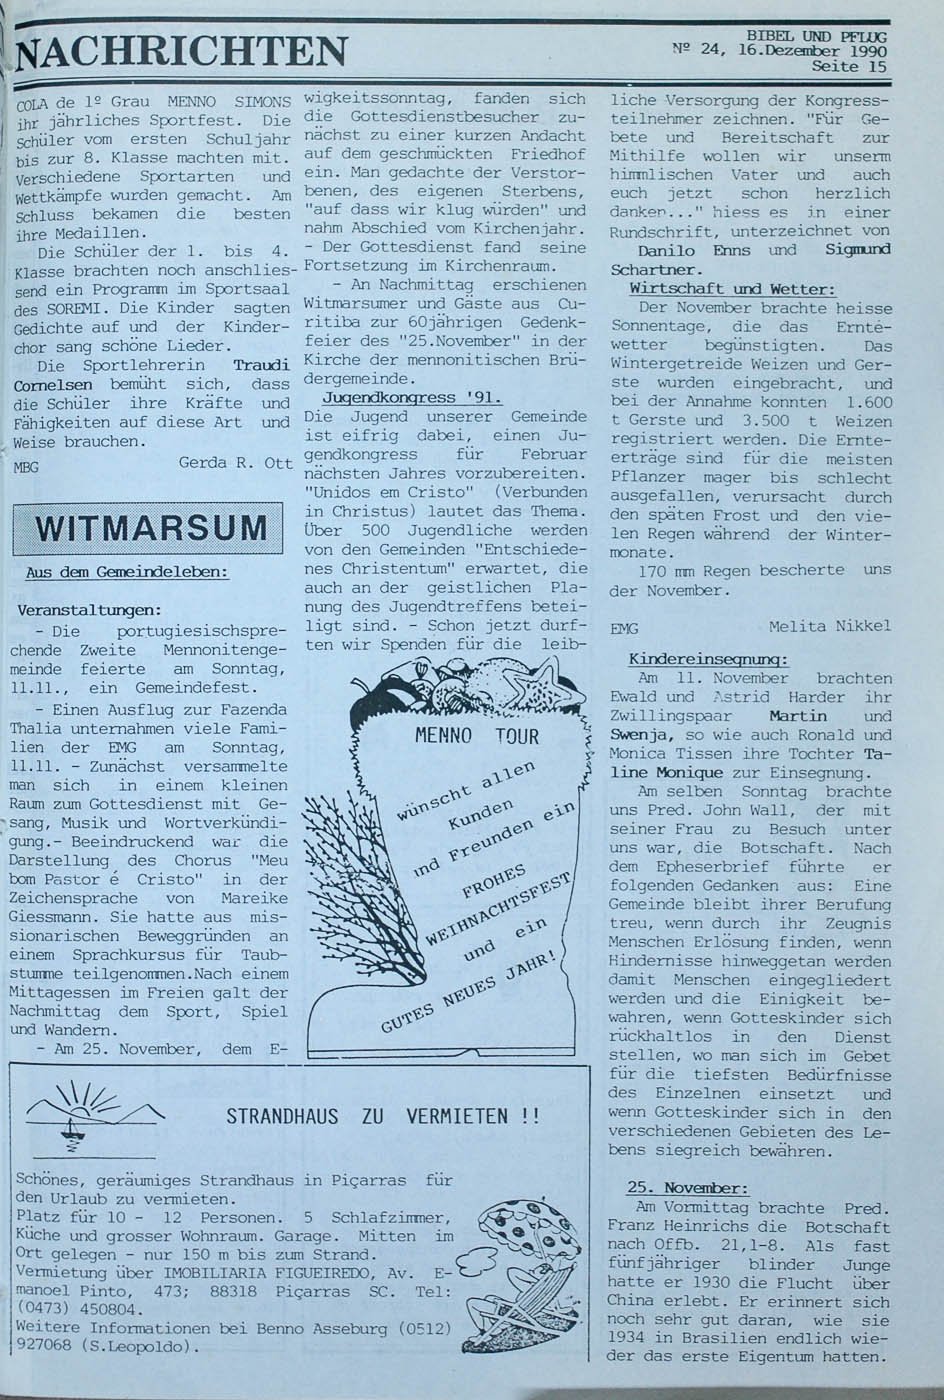 NACHRICHTEN
BIBEL UND PFLUG
Nº 24, 16.Dezember 1990
Seite 15
COLA de 1º Grau MENNO SIMONS
ihr jährliches Sportfest. Die
Schüler vom ersten Schuljahr
bis zur 8. Klasse machten mit.
Verschiedene Sportarten und
Wettkämpfe wurden gemacht. Am
Schluss bekamen die besten
ihre Medaillen.
Die Schüler der 1. bis 4.
Klasse brachten noch anschlies-
send ein Programm im Sportsaal
des SOREMI. Die Kinder sagten
Gedichte auf und der Kinder-
chor sang schöne Lieder.
Die Sportlehrerin Traudi
Cornelsen bemüht sich, dass
die Schüler ihre Kräfte und
Fähigkeiten auf diese Art und
Weise brauchen.
MBG Gerda R. Ott
WITMARSUM
Aus dem Gemeindeleben:
Veranstaltungen:
- Die portugiesischspre-
chende Zweite Mennonitenge-
meinde feierte am Sonntag,
11.11., ein Gemeindefest.
- Einen Ausflug zur Fazenda
Thalia unternahmen viele Fami-
lien der EMG am Sonntag,
11.11. - Zunächst versammelte
man sich in einem kleinen
Raum zum Gottesdienst mit Ge-
sang, Musik und Wortverkündi-
gung.- Beeindruckend war die
Darstellung des Chorus "Meu
bom Pastor é Cristo" in der
Zeichensprache von Mareike
Giessmann. Sie hatte aus mis-
sionarischen Beweggründen an
einem Sprachkursus für Taub-
stumme teilgenommen.Nach einem
Mittagessen im Freien galt der
Nachmittag dem Sport, Spiel
und Wandern.
- Am 25. November, dem E-
wigkeitssonntag, fanden sich
die Gottesdienstbesucher zu-
nächst zu einer kurzen Andacht
auf dem geschmückten Friedhof
ein. Man gedachte der Verstor-
benen, des eigenen Sterbens,
"auf dass wir klug würden" und
nahm Abschied vom Kirchenjahr.
- Der Gottesdienst fand seine
Fortsetzung im Kirchenraum.
- An Nachmittag erschienen
Witmarsumer und Gäste aus Cu-
ritiba zur 60jährigen Gedenk-
feier des "25.November" in der
Kirche der mennonitischen Brü-
dergemeinde.
Jugendkongress '91.
Die Jugend unserer Gemeinde
ist eifrig dabei, einen Ju-
gendkongress für Februar
nächsten Jahres vorzubereiten.
"Unidos em Cristo" (Verbunden
in Christus) lautet das Thema.
Über 500 Jugendliche werden
von den Gemeinden "Entschiede-
nes Christentum" erwartet, die
auch an der geistlichen Pla-
nung des Jugendtreffens betei-
ligt sind. - Schon jetzt durf-
ten wir Spenden für die leib-
MENNO TOUR
wünscht allen
Kunden
nd Freunden ein
FROHES
WEIHNACHTSFEST
und ein
GUTES NEUES JAHR!
STRANDHAUS ZU VERMIETEN !!
Schönes, geräumiges Strandhaus in Piçarras für
den Urlaub zu vermieten.
Platz für 10 - 12 Personen. 5 Schlafzimmer,
Küche und grosser Wohnraum. Garage. Mitten im
Ort gelegen - nur 150 m bis zum Strand.
Vermietung über IMOBILIARIA FIGUEIREDO, Av. E-
manoel Pinto, 473; 88318 Piçarras SC. Tel:
(0473) 450804.
Weitere Informationen bei Benno Asseburg (0512)
927068 (S.Leopoldo).
liche Versorgung der Kongress-
teilnehmer zeichnen. "Für Ge-
bete und Bereitschaft zur
Mithilfe wollen wir unserm
himmlischen Vater und auch
euch jetzt schon herzlich
danken..." hiess es in einer
Rundschrift, unterzeichnet von
Danilo Enns und Sigmund
Schartner.
Wirtschaft und Wetter:
Der November brachte heisse
Sonnentage, die das Ernte-
wetter begünstigten. Das
Wintergetreide Weizen und Ger-
ste wurden eingebracht, und
bei der Annahme konnten 1.600
t Gerste und 3.500 t Weizen
registriert werden. Die Ernte-
erträge sind für die meisten
Pflanzer mager bis schlecht
ausgefallen, verursacht durch
den späten Frost und den vie-
len Regen während der Winter-
monate.
170 mm Regen bescherte uns
der November.
EMG Melita Nikkel
Kindereinsegnung:
Am 11. November brachten
Ewald und Astrid Harder ihr
Zwillingspaar Martin und
Swenja, so wie auch Ronald und
Monica Tissen ihre Tochter Ta-
line Monique zur Einsegnung.
Am selben Sonntag brachte
uns Pred. John Wall, der mit
seiner Frau zu Besuch unter
uns war, die Botschaft. Nach
dem Epheserbrief führte er
folgenden Gedanken aus: Eine
Gemeinde bleibt ihrer Berufung
treu, wenn durch ihr Zeugnis
Menschen Erlösung finden, wenn
Hindernisse hinweggetan werden
damit Menschen eingegliedert
werden und die Einigkeit be-
wahren, wenn Gotteskinder sich
rückhaltlos in den Dienst
stellen, wo man sich im Gebet
für die tiefsten Bedürfnisse
des Einzelnen einsetzt und
wenn Gotteskinder sich in den
verschiedenen Gebieten des Le-
bens siegreich bewähren.
25. November:
Am Vormittag brachte Pred.
Franz Heinrichs die Botschaft
nach Offb. 21,1-8. Als fast
fünfjähriger blinder Junge
hatte er 1930 die Flucht über
China erlebt. Er erinnert sich
noch sehr gut daran, wie sie
1934 in Brasilien endlich wie-
der das erste Eigentum hatten.